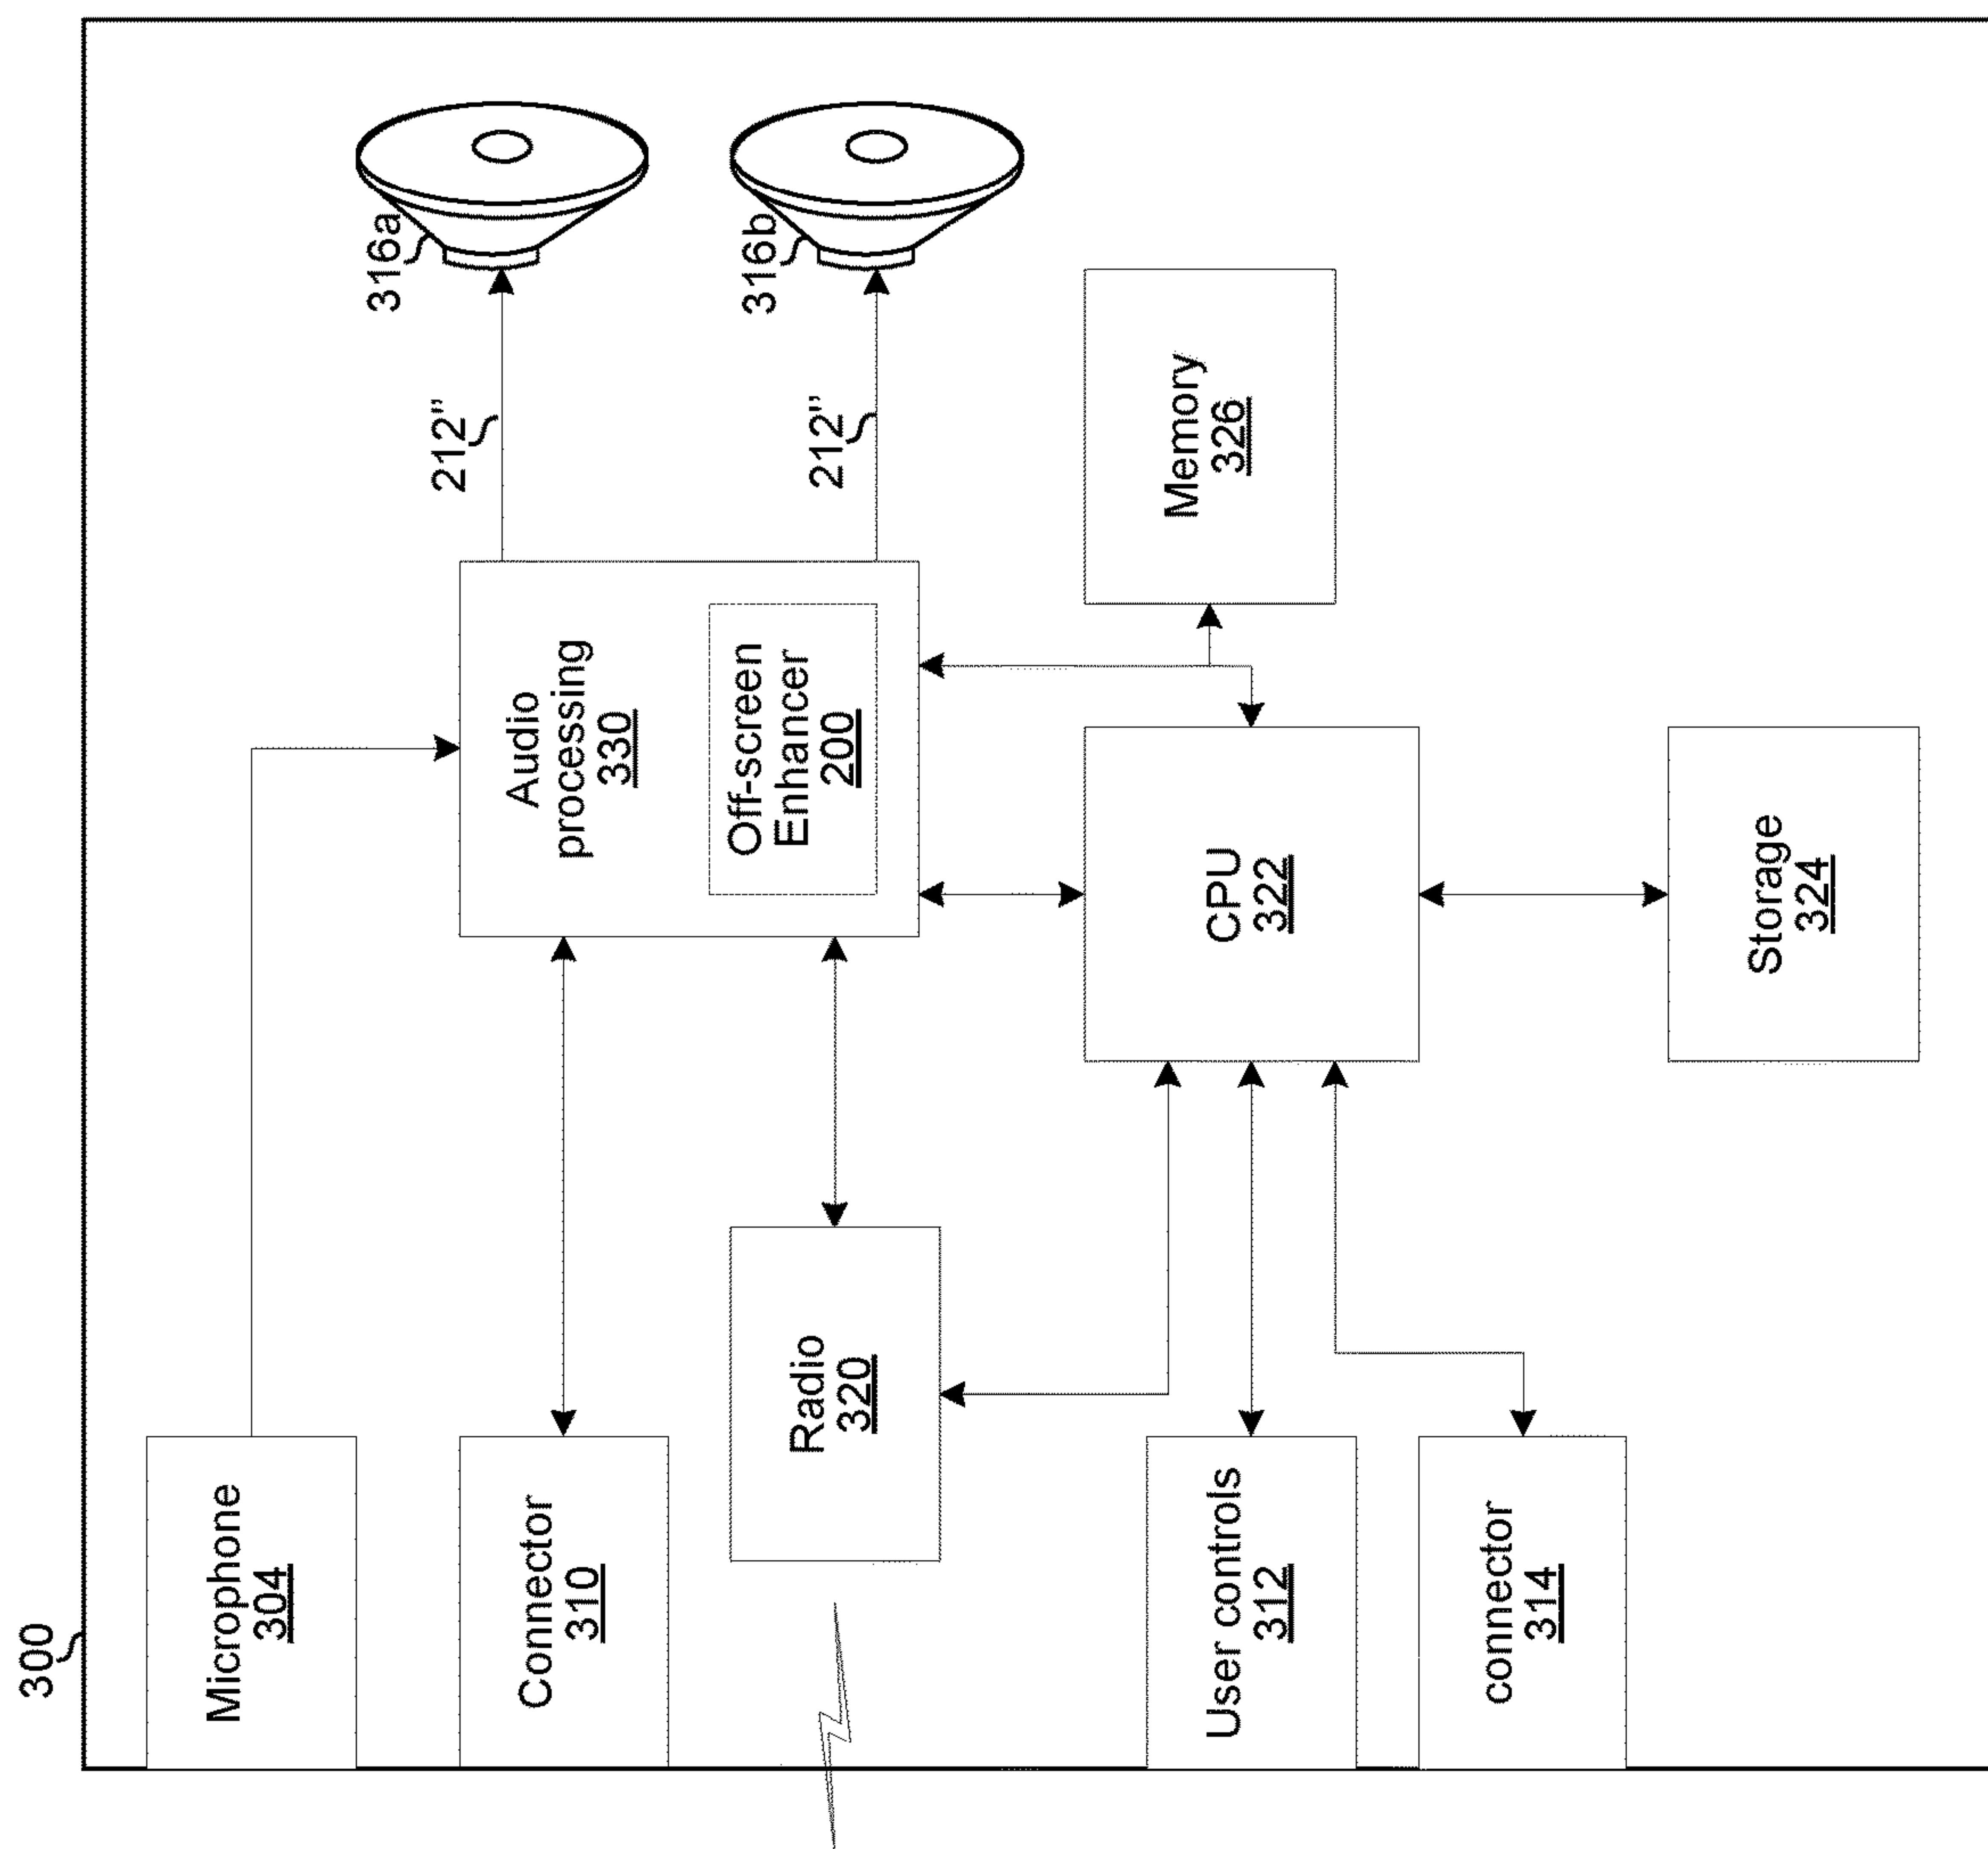 300
Microphone
304
Connector
310
Radio
320
User controls
312
connector
314
Audio
processing
330
Off-screen
Enhancer
200
CPU
322
Storage
324
Memory
326
212"
212"
316a
316b